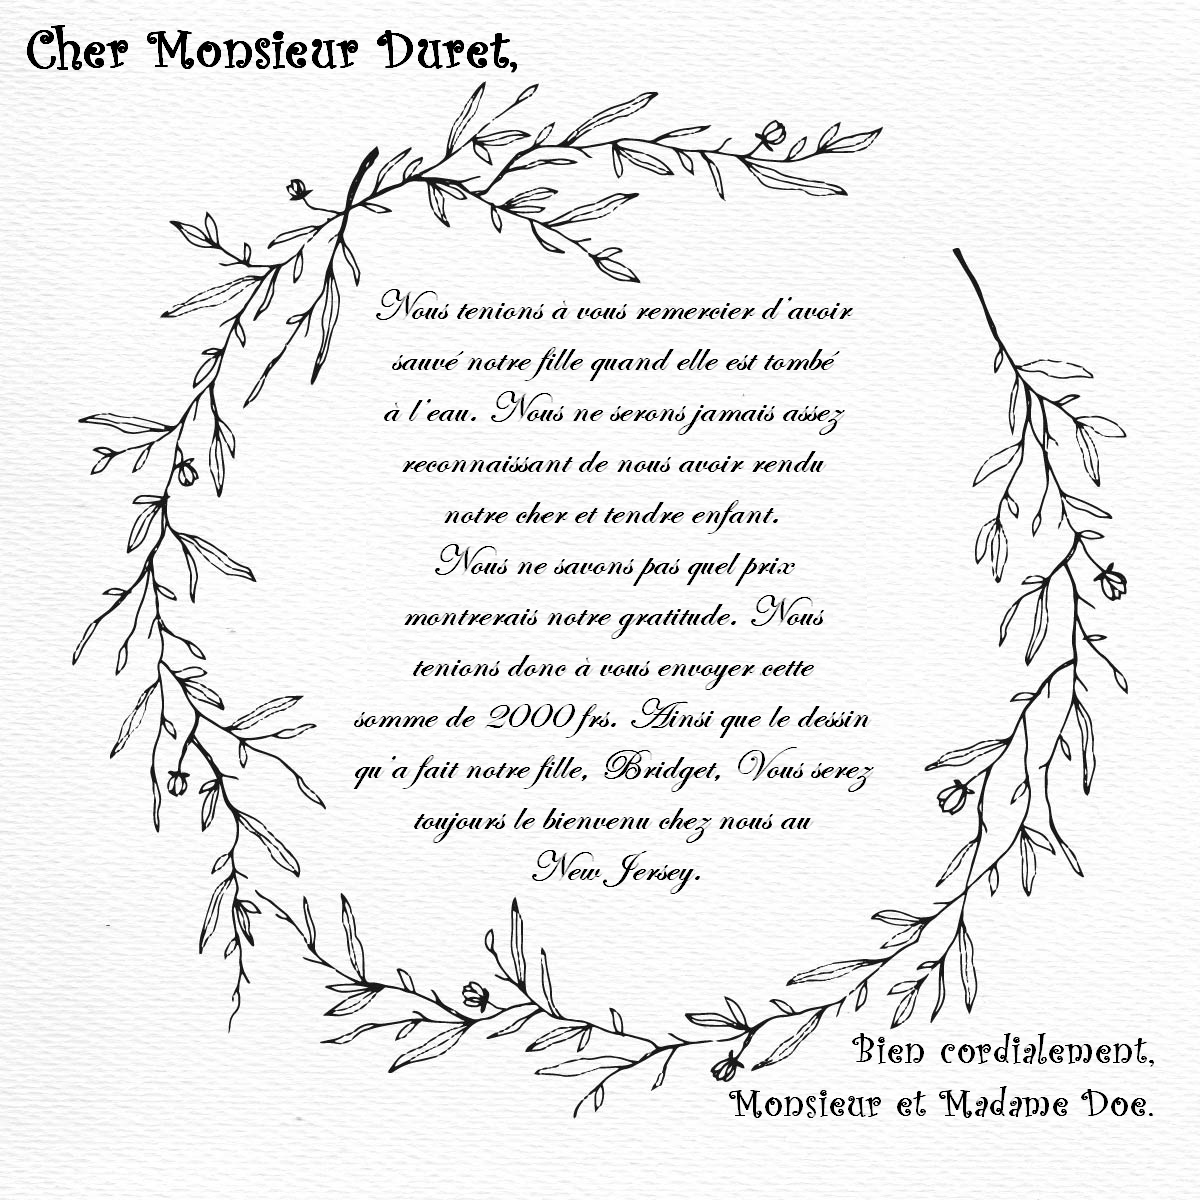 Cher Monsieur Duret,
Nous tenions à vous remercier d'avoir
sauvé notre fille quand elle est tombé
à l'eau. Nous ne serons jamais assez
reconnaissant de nous avoir rendu
notre cher et tendre enfant.
Nous ne savons pas quel prix
montrerais notre gratitude. Nous
tenions donc à vous envoyer cette
somme de 2000 frs. Ainsi que le dessin
qu'a fait notre fille, Bridget, Vous serez
toujours le bienvenu chez nous au
New Jersey.
Bien cordialement,
Monsieur et Madame Doe.